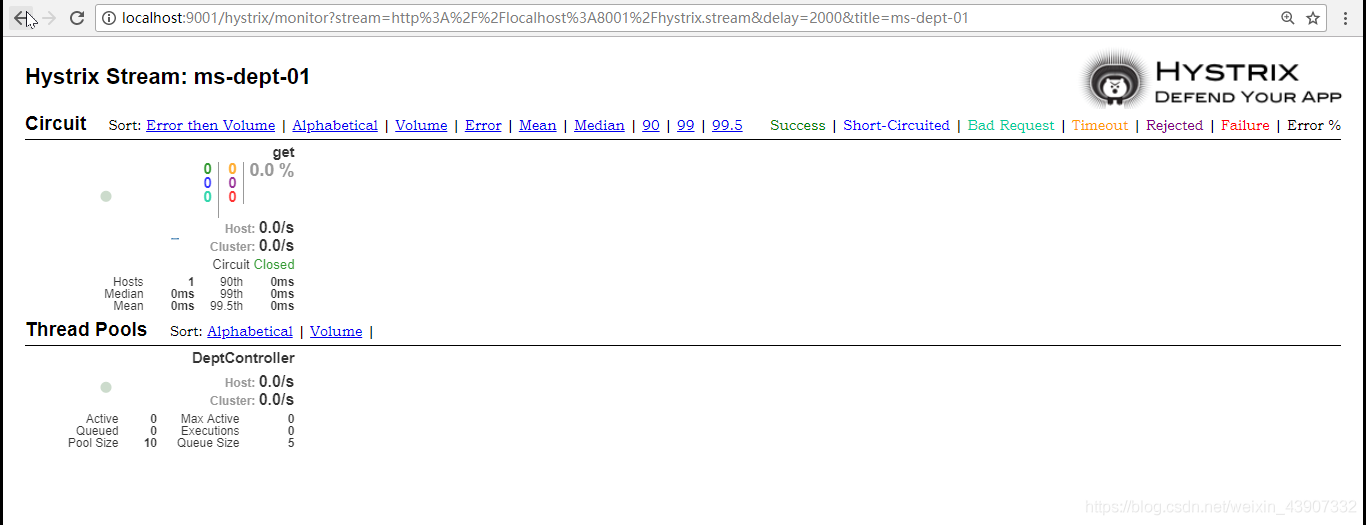 localhost:9001/hystrix/monitor?stream=http%3A%2F%2Flocalhost%3A8001%2Fhystrix.stream&delay=2000&title=ms-dept-01
Hystrix Stream: ms-dept-01
HYSTRIX
DEFEND YOUR APP
Circuit Sort: Error then Volume | Alphabetical | Volume | Error | Mean | Median | 90 | 99 | 99.5 Success | Short-Circuited | Bad Request | Timeout | Rejected | Failure | Error %
get
0 0 0.0 %
0 0
0 0
Host: 0.0/s
Cluster: 0.0/s
Circuit Closed
Hosts 1 90th 0ms
Median 0ms 99th 0ms
Mean 0ms 99.5th 0ms
Thread Pools Sort: Alphabetical | Volume |
DeptController
Host: 0.0/s
Cluster: 0.0/s
Active 0 Max Active 0
Queued 0 Executions 0
Pool Size 10 Queue Size 5
https://blog.csdn.net/weixin_43907332